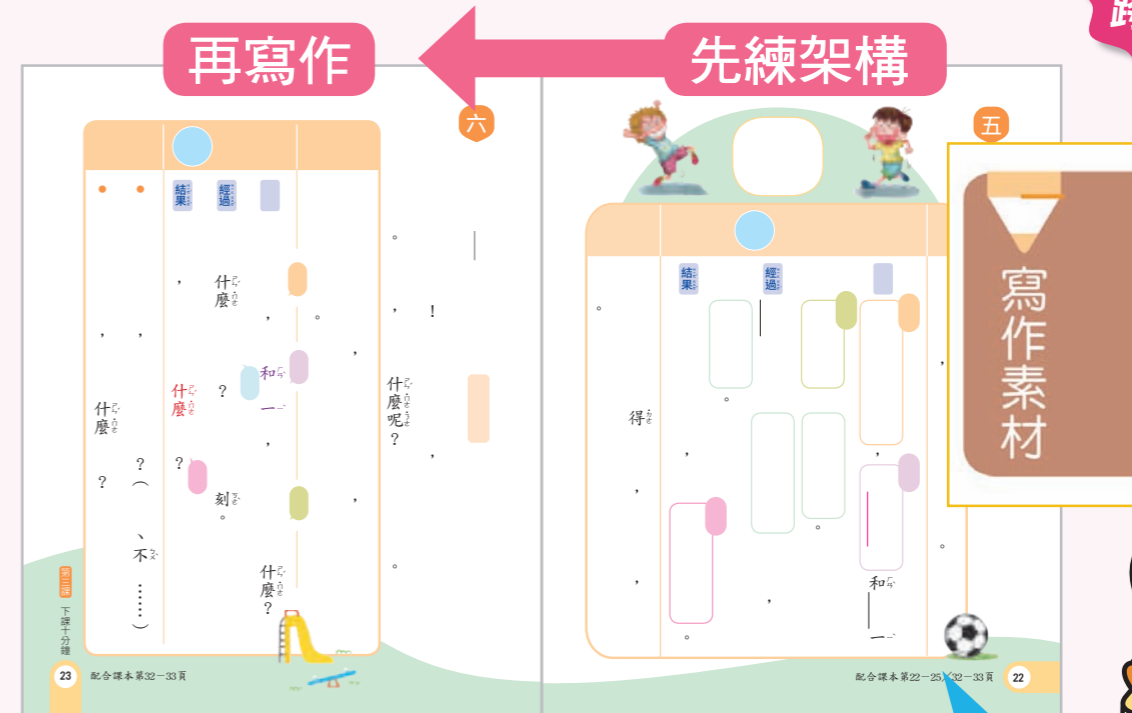 再寫作
先練架構
五
寫作素材
經過
結果
得
和
一
配合課本第22－25、32－33頁
22
六
什麼呢？
經過
結果
和
一
什麼？
什麼
？
刻。
什麼
？
？（
、不……）
什麼
？
第三課 下課十分鐘
23
配合課本第32－33頁